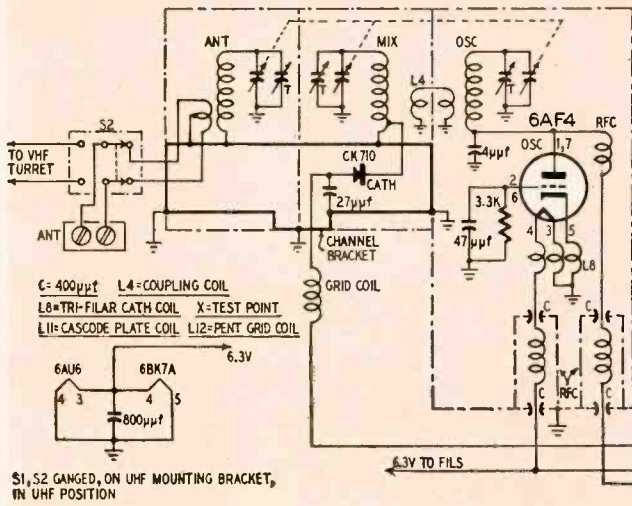 ANT
MIX
OSC
T
T
T
L4
6AF4
OSC
1,7
RFC
S2
TO VHF
TURRET
ANT
CK710
CATH
27µµf
4µµf
2
6
3.3K
47µµf
4
3
5
L8
CHANNEL
BRACKET
GRID COIL
C= 400µµf L4=COUPLING COIL
L8=TRI-FILAR CATH COIL X=TEST POINT
L11=CASCODE PLATE COIL L12=PENT GRID COIL
C
C
C
C
RFC
6.3V
6AU6
6BK7A
4 3
4 5
800µµf
6.3V TO FILS
S1, S2 GANGED, ON UHF MOUNTING BRACKET,
IN UHF POSITION